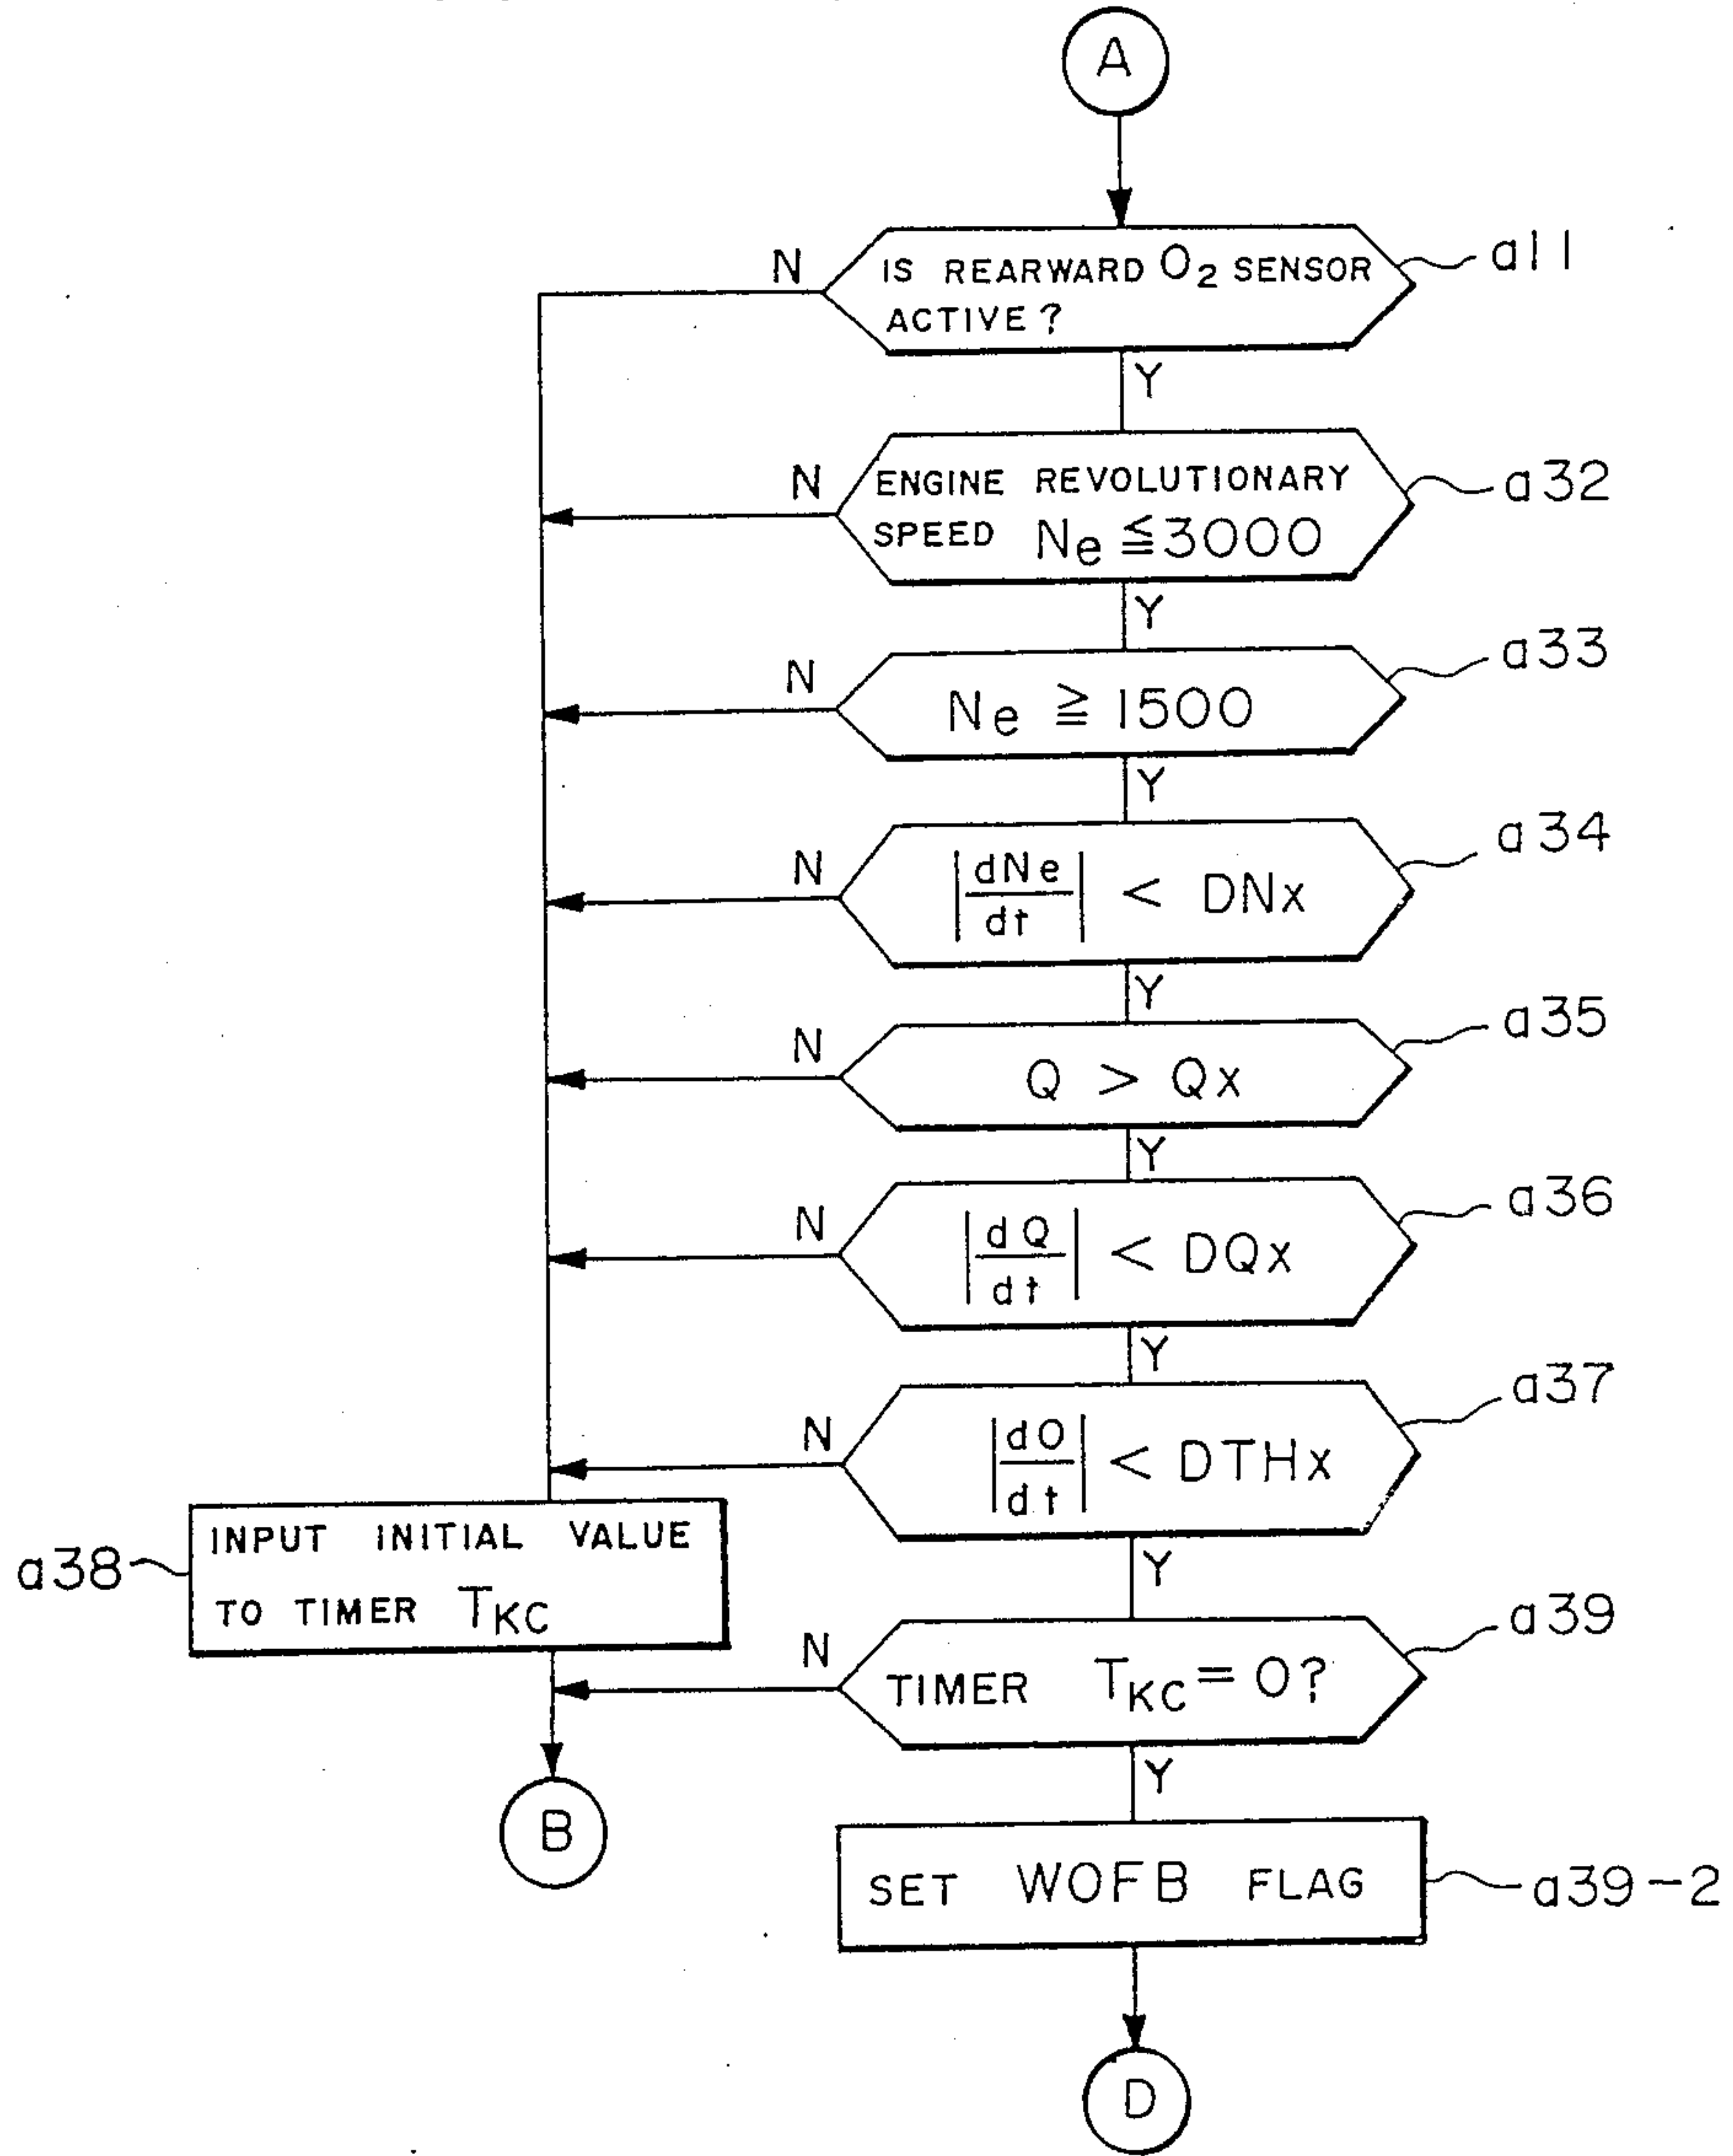 A
N
IS REARWARD O₂ SENSOR
ACTIVE?
a11
Y
N
ENGINE REVOLUTIONARY
SPEED Ne ≦ 3000
a32
Y
N
Ne ≧ 1500
a33
Y
N
|dNe/dt| < DNx
a34
Y
N
Q > Qx
a35
Y
N
|dQ/dt| < DQx
a36
Y
N
|dO/dt| < DTHx
a37
Y
INPUT INITIAL VALUE
TO TIMER TKC
a38
N
TIMER TKC = 0?
a39
Y
B
SET WOFB FLAG
a39-2
D